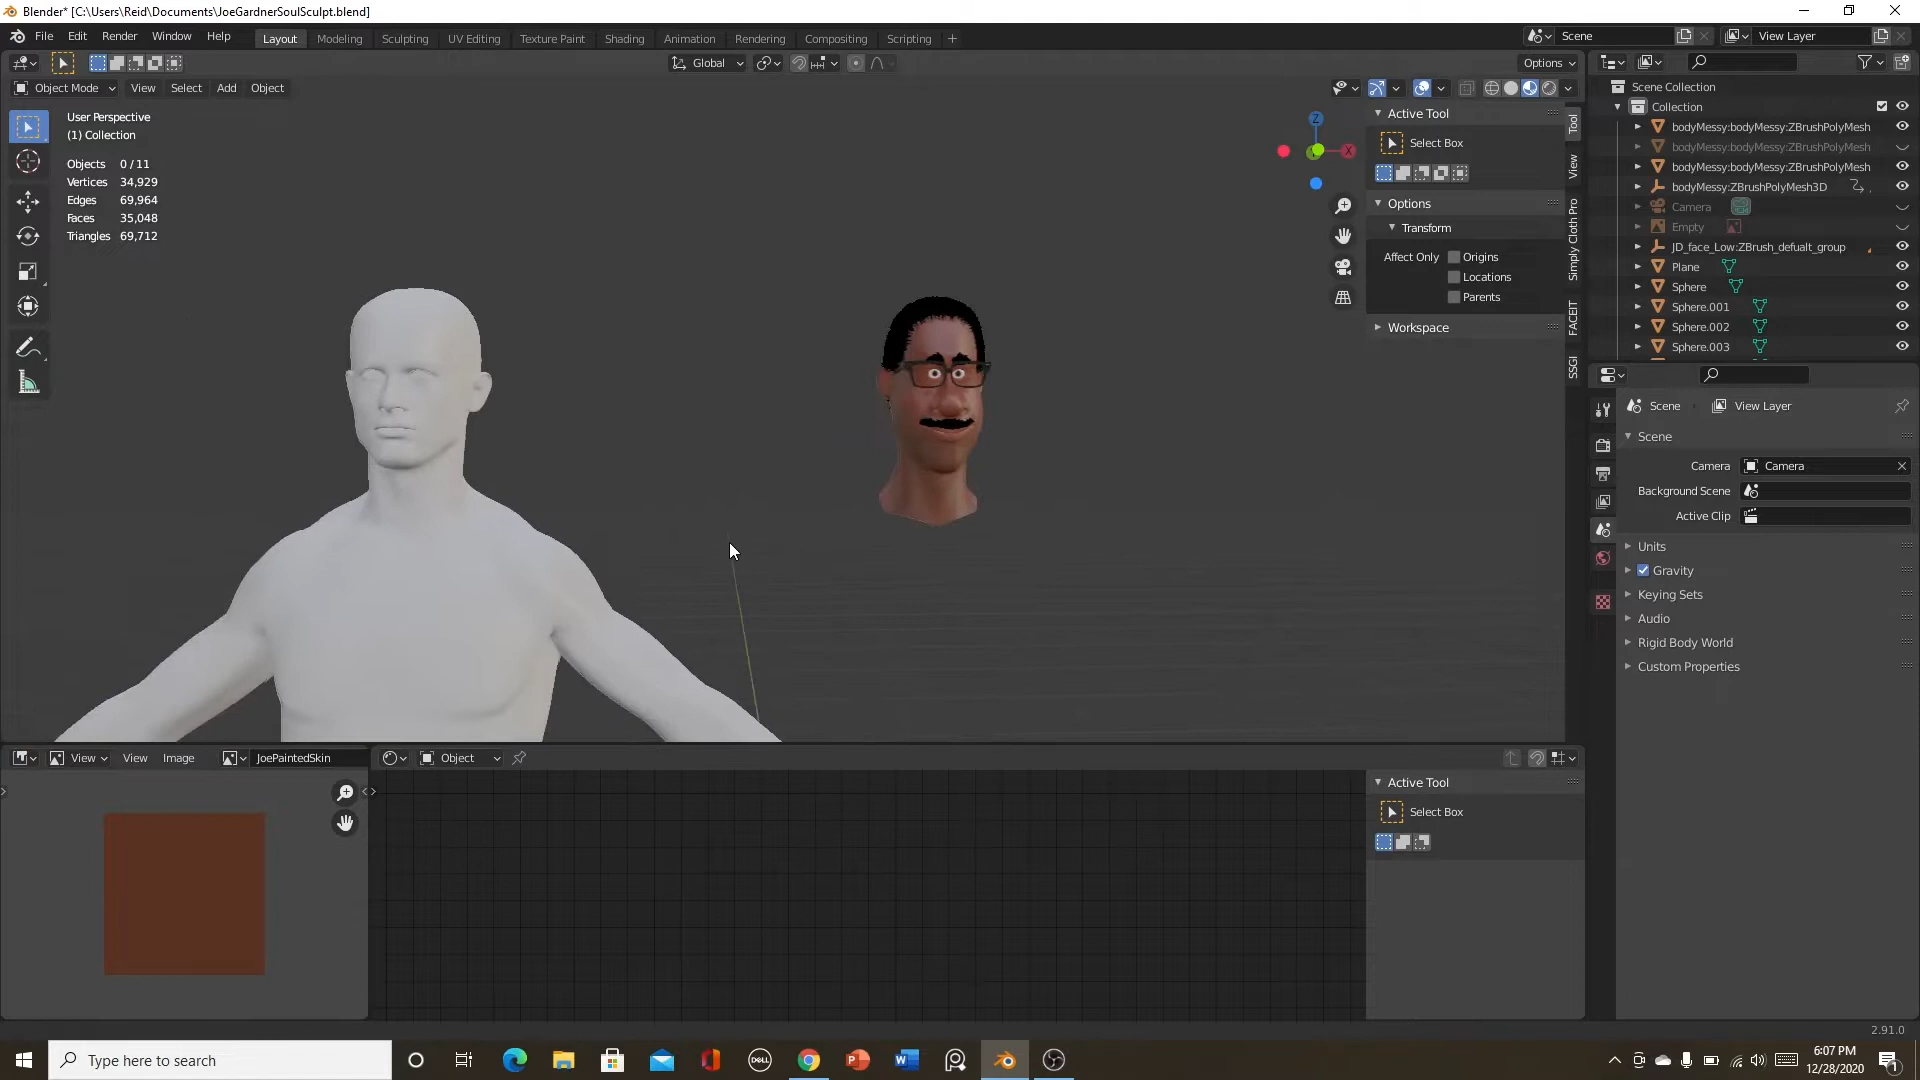 Blender* [C:\Users\Reid\Documents\JoeGardnerSoulSculpt.blend]
File Edit Render Window Help
Layout Modeling Sculpting UV Editing Texture Paint Shading Animation Rendering Compositing Scripting
Scene
View Layer
Global
Options
Object Mode View Select Add Object
User Perspective
(1) Collection
Objects 0 / 11
Vertices 34,929
Edges 69,964
Faces 35,048
Triangles 69,712
Z
X
Active Tool
Select Box
Options
Transform
Affect Only Origins
Locations
Parents
Workspace
Tool
View
Simply Cloth Pro
FACEIT
SSGI
Scene Collection
Collection
bodyMessy:bodyMessy:ZBrushPolyMesh
bodyMessy:bodyMessy:ZBrushPolyMesh
bodyMessy:bodyMessy:ZBrushPolyMesh
bodyMessy:ZBrushPolyMesh3D
Camera
Empty
JD_face_Low:ZBrush_defualt_group
Plane
Sphere
Sphere.001
Sphere.002
Sphere.003
Scene View Layer
Scene
Camera Camera
Background Scene
Active Clip
Units
Gravity
Keying Sets
Audio
Rigid Body World
Custom Properties
View View Image JoePaintedSkin
Object
Active Tool
Select Box
2.91.0
Type here to search
DELL
6:07 PM
12/28/2020
1